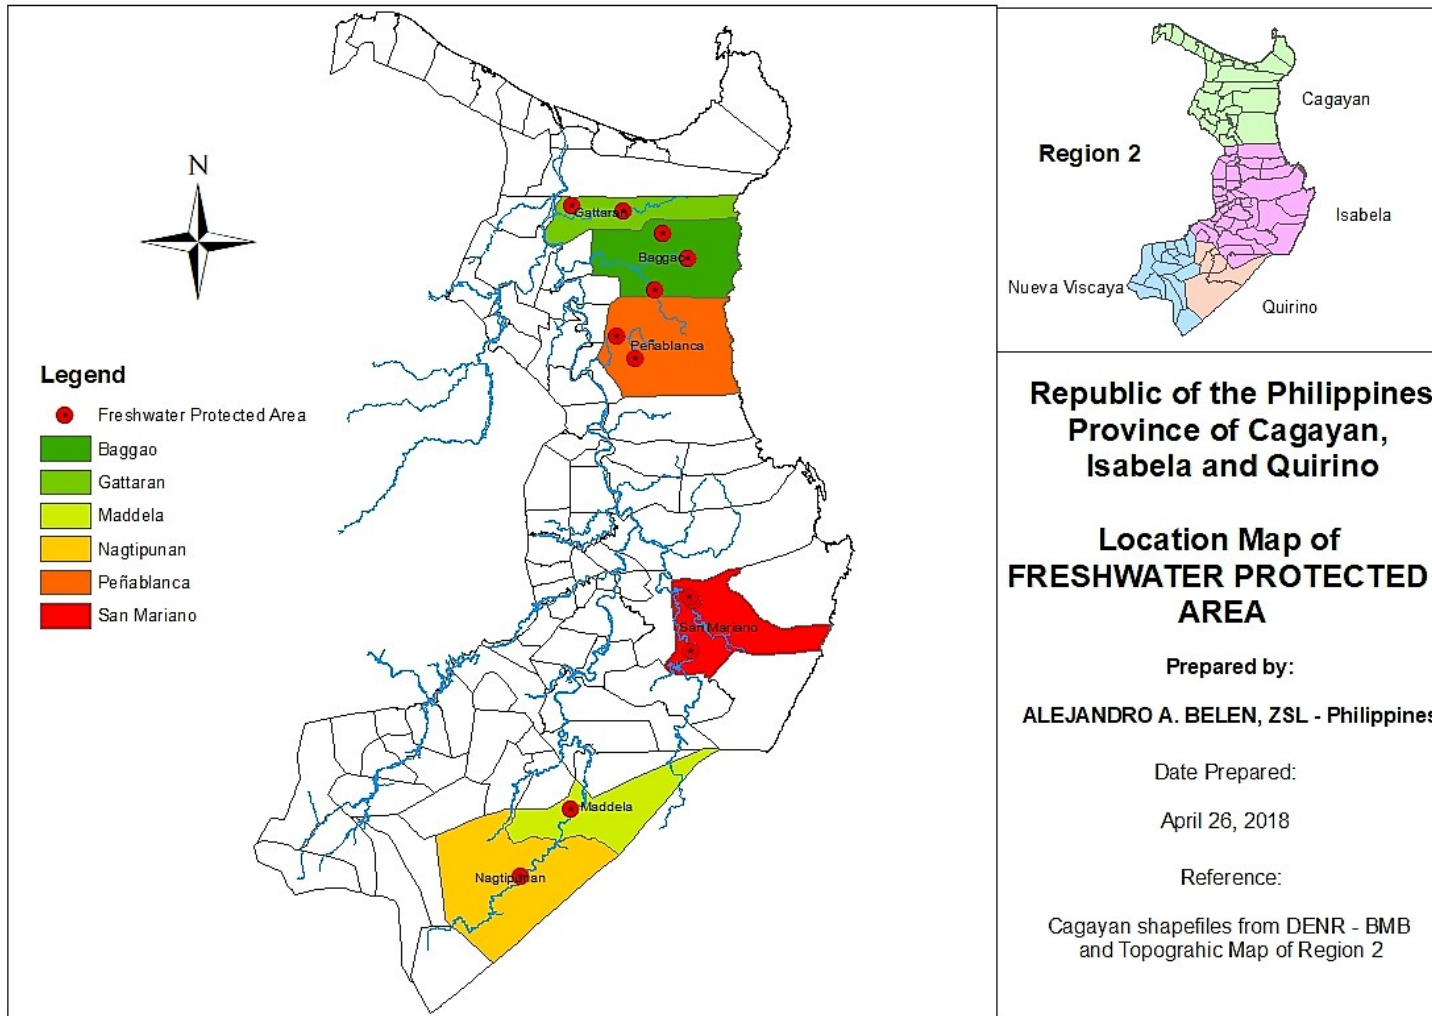 N
Gattaran
Baggao
Peñablanca
San Mariano
Maddela
Nagtipunan
Legend
Freshwater Protected Area
Baggao
Gattaran
Maddela
Nagtipunan
Peñablanca
San Mariano
Region 2
Cagayan
Isabela
Nueva Viscaya
Quirino
Republic of the Philippines
Province of Cagayan,
Isabela and Quirino
Location Map of
FRESHWATER PROTECTED
AREA
Prepared by:
ALEJANDRO A. BELEN, ZSL - Philippines
Date Prepared:
April 26, 2018
Reference:
Cagayan shapefiles from DENR - BMB
and Topograhic Map of Region 2